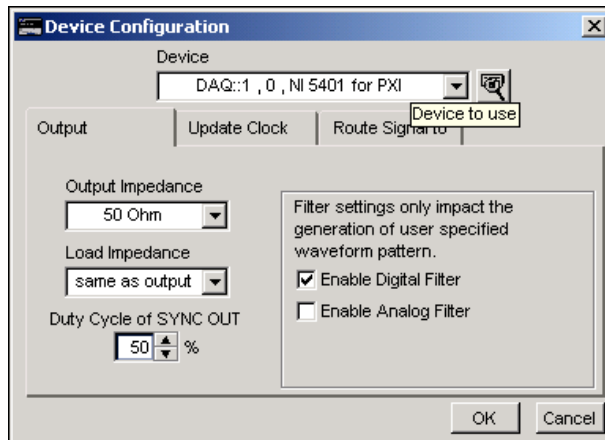 Device Configuration
Device
DAQ::1 , 0 , NI 5401 for PXI
Device to use
Output
Update Clock
Route Signal to
Output Impedance
50 Ohm
Load Impedance
same as output
Duty Cycle of SYNC OUT
50 %
Filter settings only impact the
generation of user specified
waveform pattern.
Enable Digital Filter
Enable Analog Filter
OK
Cancel